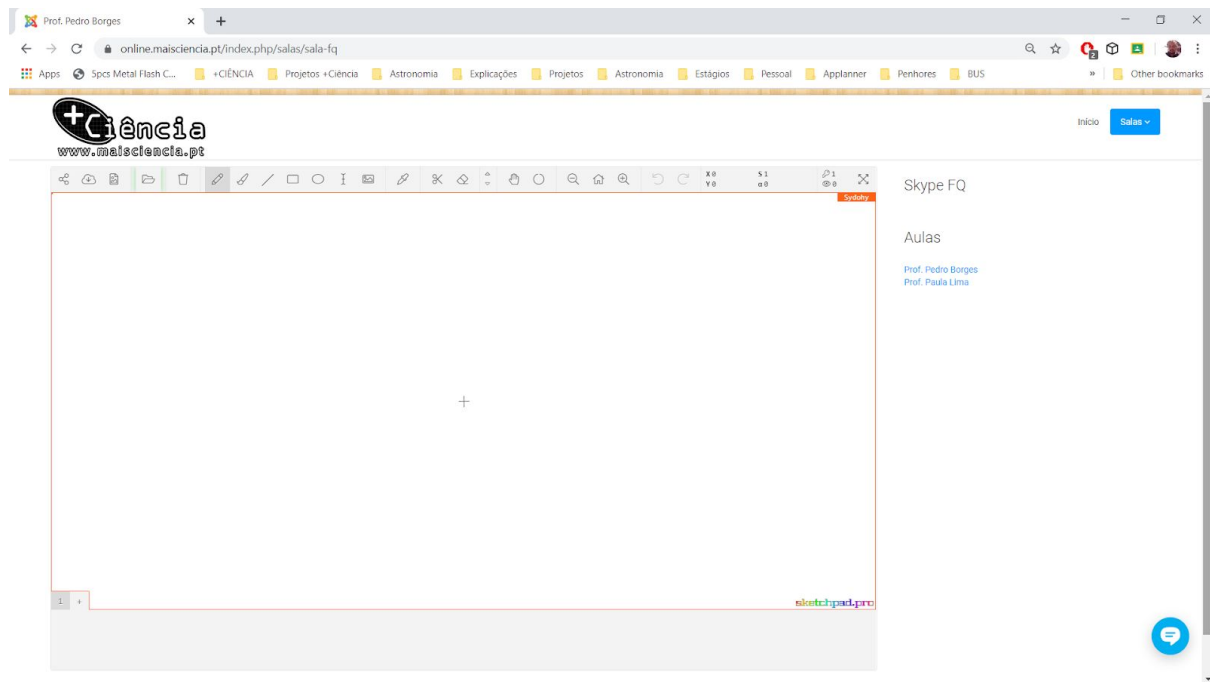 Prof. Pedro Borges
online.maisciencia.pt/index.php/salas/sala-fq
Apps 5pcs Metal Flash C... +CIÊNCIA Projetos +Ciência Astronomia Explicações Projetos Astronomia Estágios Pessoal Applanner Penhores BUS » Other bookmarks
+Ciência
www.maisciencia.pt
Início Salas
X 0 S 1 1
Y 0 α 0 0
Sydohy
Skype FQ
Aulas
Prof. Pedro Borges
Prof. Paula Lima
1 +
sketchpad.pro